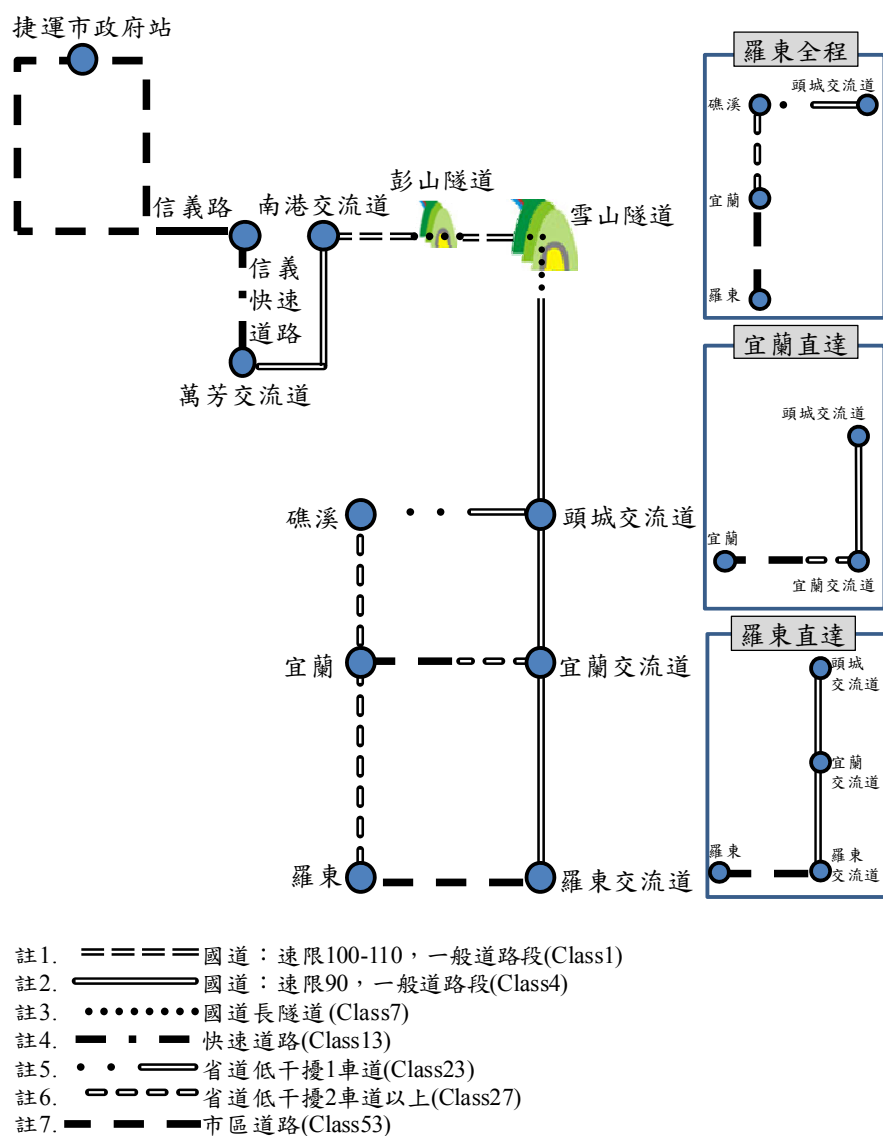 捷運市政府站
信義路
南港交流道
彭山隧道
雪山隧道
信義
快速
道路
萬芳交流道
礁溪
頭城交流道
宜蘭
宜蘭交流道
羅東
羅東交流道
羅東全程
頭城交流道
礁溪
宜蘭
羅東
宜蘭直達
頭城交流道
宜蘭
宜蘭交流道
羅東直達
頭城
交流道
宜蘭
交流道
羅東
羅東
交流道
註1. 國道：速限100-110，一般道路段(Class1)
註2. 國道：速限90，一般道路段(Class4)
註3. 國道長隧道(Class7)
註4. 快速道路(Class13)
註5. 省道低干擾1車道(Class23)
註6. 省道低干擾2車道以上(Class27)
註7. 市區道路(Class53)